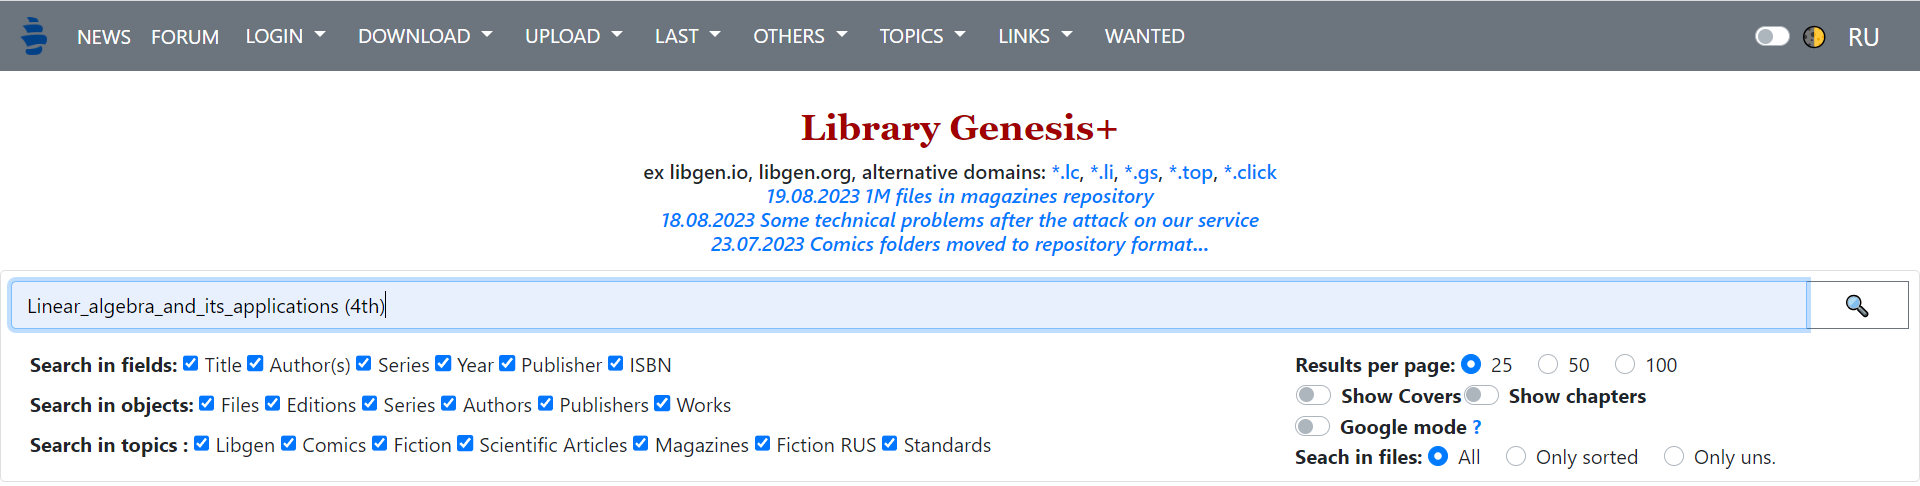 NEWS FORUM LOGIN DOWNLOAD UPLOAD LAST OTHERS TOPICS LINKS WANTED RU
Library Genesis+
ex libgen.io, libgen.org, alternative domains: *.lc, *.li, *.gs, *.top, *.click
19.08.2023 1M files in magazines repository
18.08.2023 Some technical problems after the attack on our service
23.07.2023 Comics folders moved to repository format...
Linear_algebra_and_its_applications (4th)
Search in fields: Title Author(s) Series Year Publisher ISBN
Search in objects: Files Editions Series Authors Publishers Works
Search in topics : Libgen Comics Fiction Scientific Articles Magazines Fiction RUS Standards
Results per page: 25 50 100
Show Covers Show chapters
Google mode ?
Seach in files: All Only sorted Only uns.